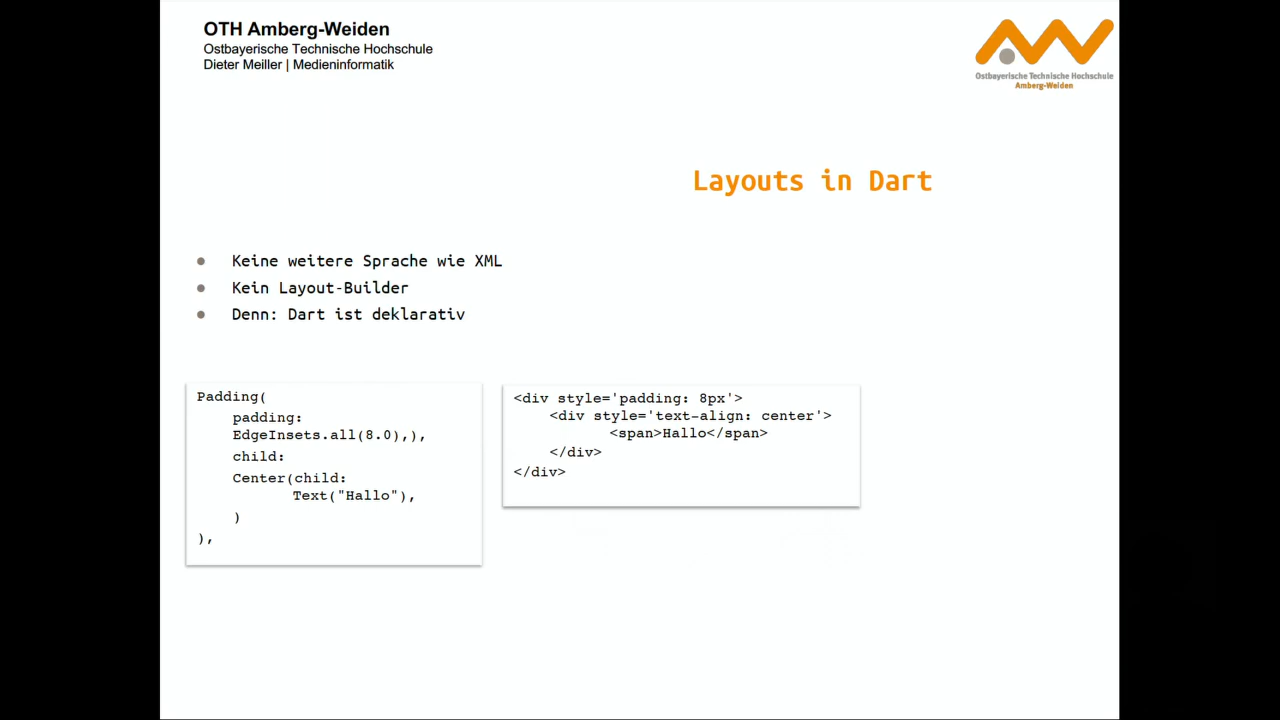 OTH Amberg-Weiden
Ostbayerische Technische Hochschule
Dieter Meiller | Medieninformatik
Ostbayerische Technische Hochschule
Amberg-Weiden
Layouts in Dart
Keine weitere Sprache wie XML
Kein Layout-Builder
Denn: Dart ist deklarativ
Padding(
padding:
EdgeInsets.all(8.0),),
child:
Center(child:
Text("Hallo"),
)
),
<div style='padding: 8px'>
<div style='text-align: center'>
<span>Hallo</span>
</div>
</div>